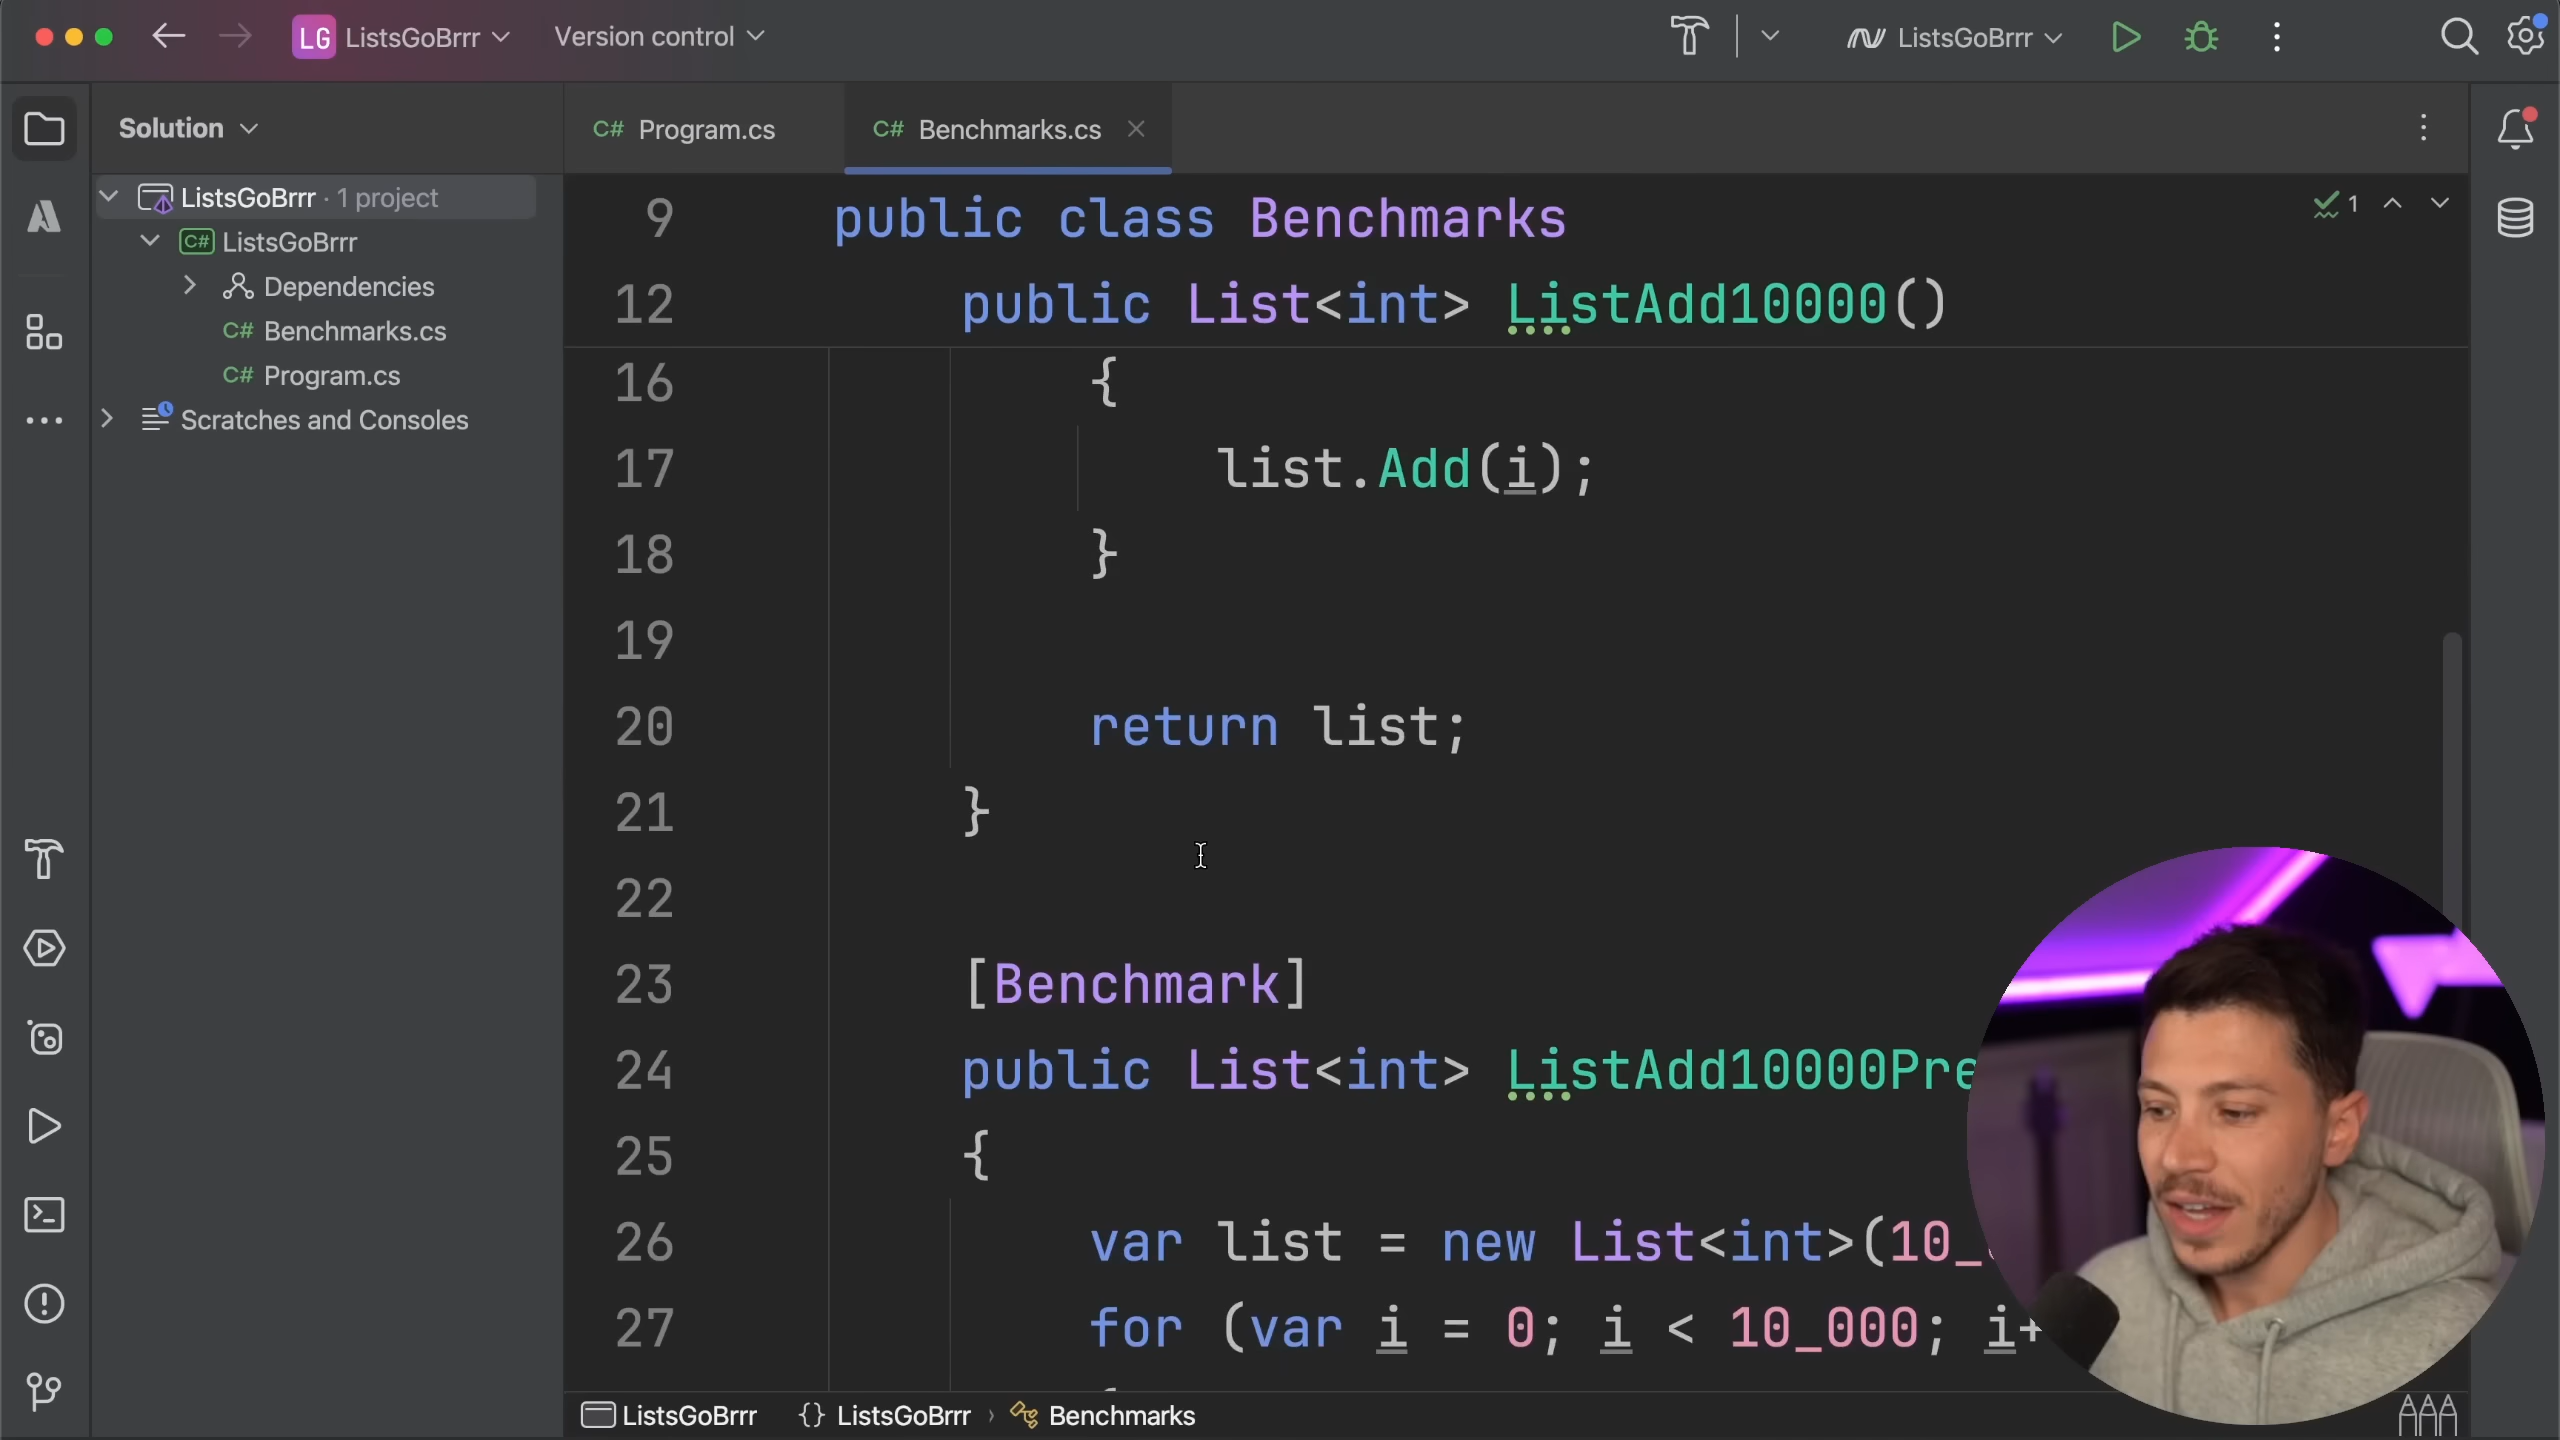 LG ListsGoBrrr
Version control
ListsGoBrrr
Solution
C# Program.cs
C# Benchmarks.cs
ListsGoBrrr · 1 project
C# ListsGoBrrr
Dependencies
C# Benchmarks.cs
C# Program.cs
Scratches and Consoles
1
9 public class Benchmarks
12 public List<int> ListAdd10000()
16 {
17 list.Add(i);
18 }
19
20 return list;
21 }
22
23 [Benchmark]
24 public List<int> ListAdd10000Pre
25 {
26 var list = new List<int>(10_
27 for (var i = 0; i < 10_000; i+
ListsGoBrrr {} ListsGoBrrr › Benchmarks